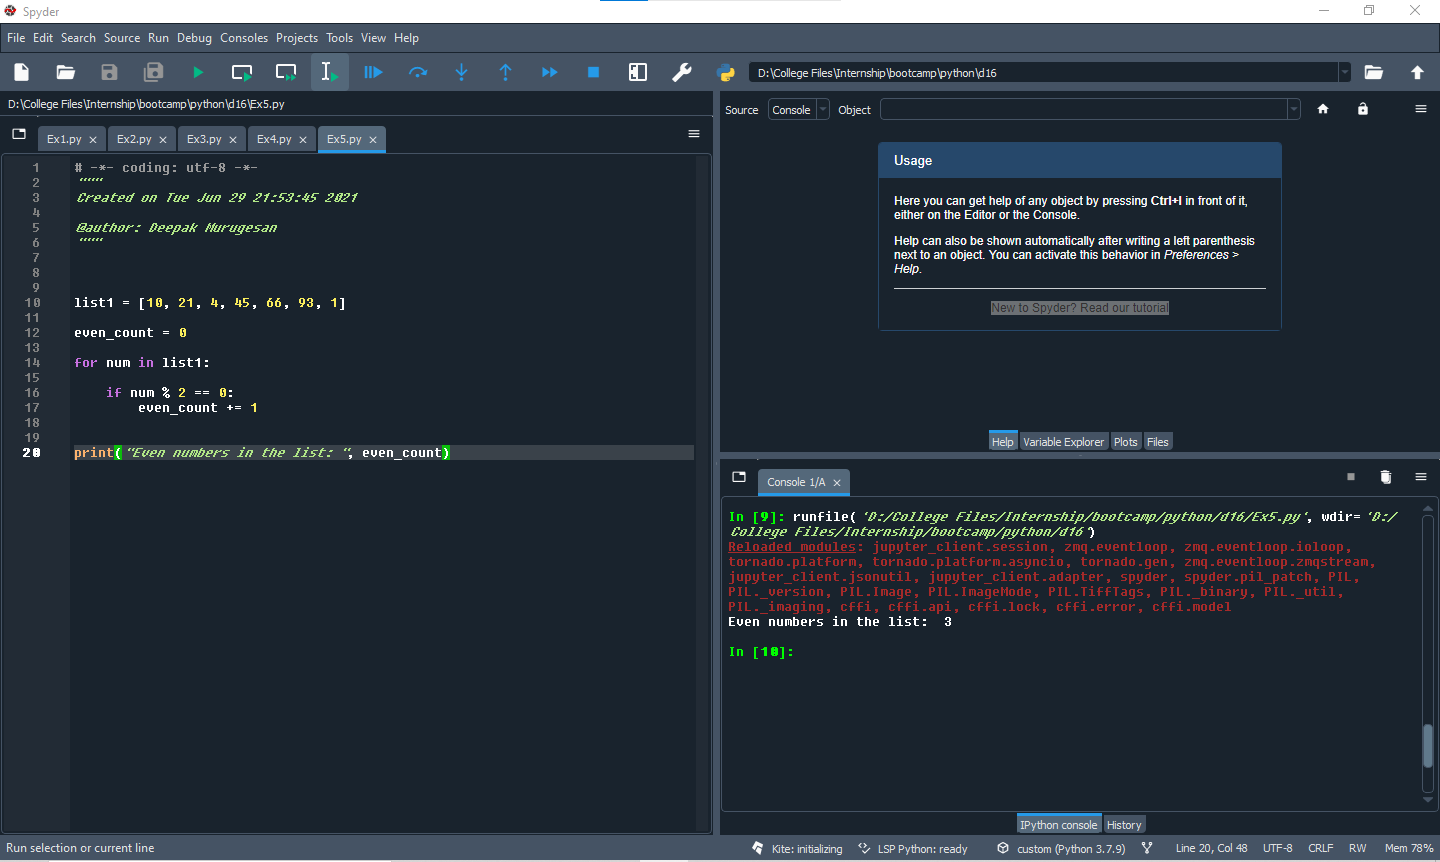 Spyder
File Edit Search Source Run Debug Consoles Projects Tools View Help
D:\College Files\Internship\bootcamp\python\d16
D:\College Files\Internship\bootcamp\python\d16\Ex5.py
Ex1.py Ex2.py Ex3.py Ex4.py Ex5.py
1 # -*- coding: utf-8 -*-
2 """
3 Created on Tue Jun 29 21:53:45 2021
4
5 @author: Deepak Murugesan
6 """
7
8
9
10 list1 = [10, 21, 4, 45, 66, 93, 1]
11
12 even_count = 0
13
14 for num in list1:
15
16 if num % 2 == 0:
17 even_count += 1
18
19
20 print("Even numbers in the list: ", even_count)
Source Console Object
Usage
Here you can get help of any object by pressing Ctrl+I in front of it,
either on the Editor or the Console.
Help can also be shown automatically after writing a left parenthesis
next to an object. You can activate this behavior in Preferences >
Help.
New to Spyder? Read our tutorial
Help Variable Explorer Plots Files
Console 1/A
In [9]: runfile('D:/College Files/Internship/bootcamp/python/d16/Ex5.py', wdir='D:/
College Files/Internship/bootcamp/python/d16')
Reloaded modules: jupyter_client.session, zmq.eventloop, zmq.eventloop.ioloop,
tornado.platform, tornado.platform.asyncio, tornado.gen, zmq.eventloop.zmqstream,
jupyter_client.jsonutil, jupyter_client.adapter, spyder, spyder.pil_patch, PIL,
PIL._version, PIL.Image, PIL.ImageMode, PIL.TiffTags, PIL._binary, PIL._util,
PIL._imaging, cffi, cffi.api, cffi.lock, cffi.error, cffi.model
Even numbers in the list:  3
In [10]:
IPython console History
Run selection or current line
Kite: initializing LSP Python: ready custom (Python 3.7.9) Line 20, Col 48 UTF-8 CRLF RW Mem 78%